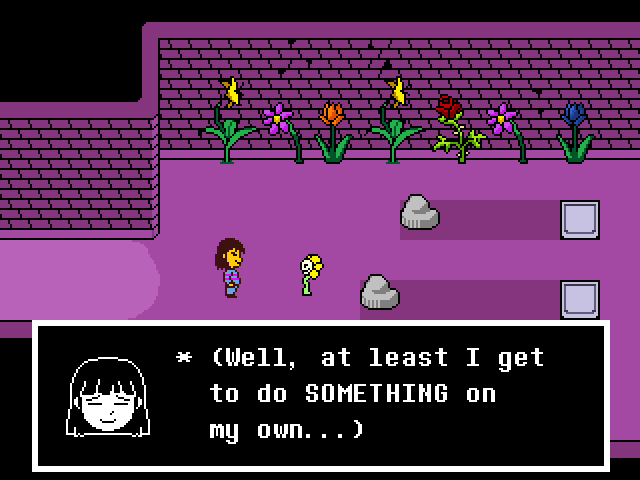 * (Well, at least I get
to do SOMETHING on
my own...)